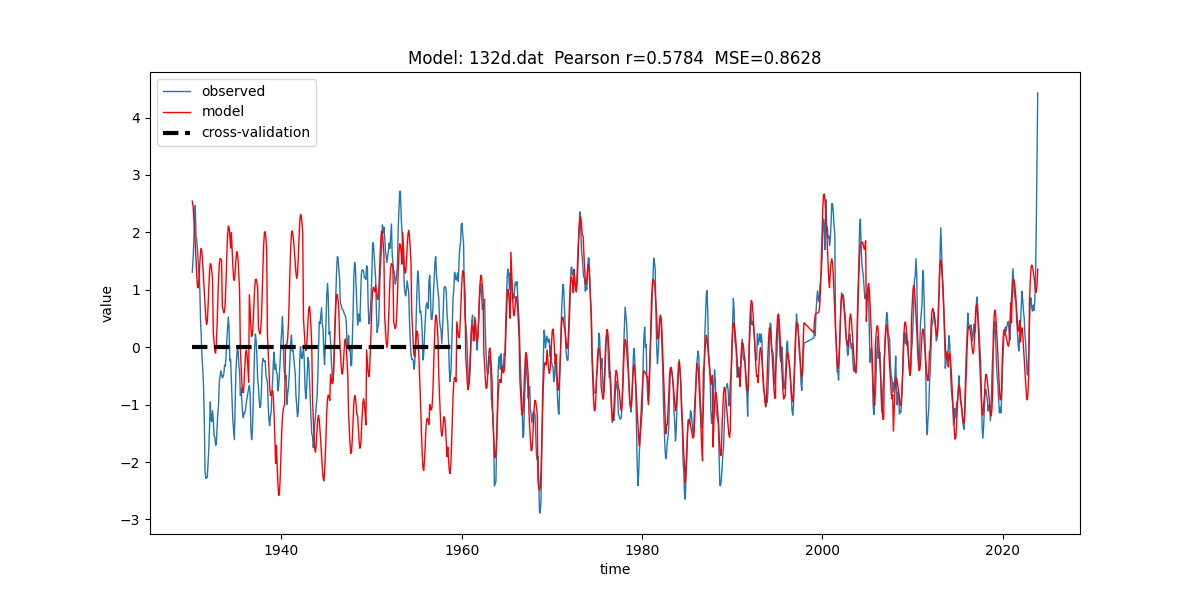 Model: 132d.dat  Pearson r=0.5784  MSE=0.8628
observed
model
cross-validation
value
4
3
2
1
0
−1
−2
−3
1940
1960
1980
2000
2020
time